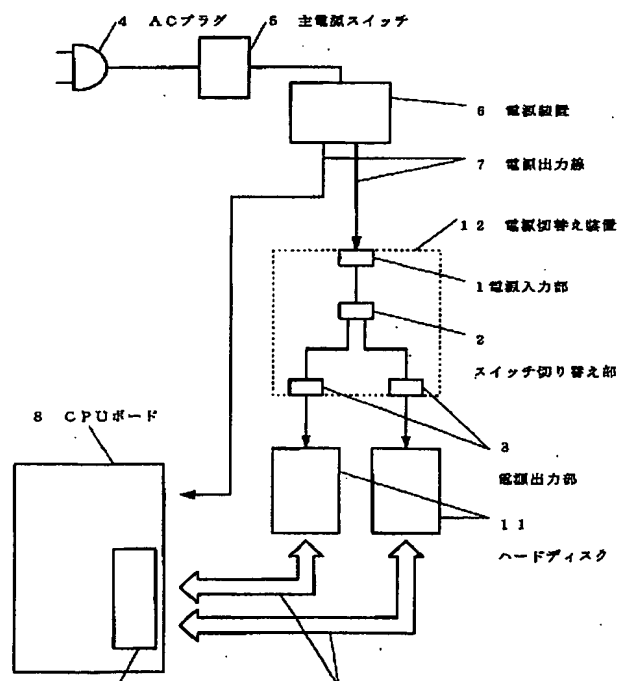 4 ACプラグ
5 主電源スイッチ
6 電源装置
7 電源出力線
12 電源切替え装置
1電源入力部
2
スイッチ切り替え部
8 CPUボード
3
電源出力部
11
ハードディスク